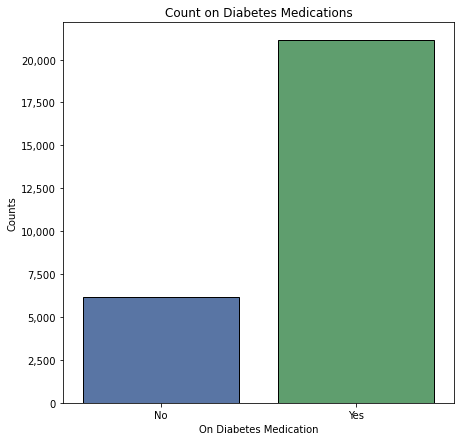 Count on Diabetes Medications
20,000
17,500
15,000
12,500
10,000
7,500
5,000
2,500
0
Counts
No Yes
On Diabetes Medication